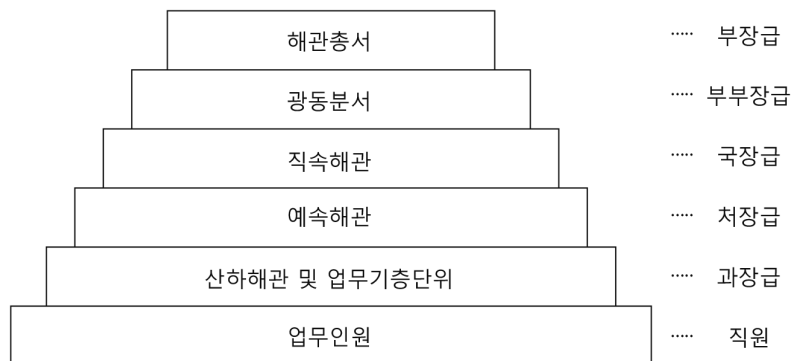 해관총서 ····· 부장급
광동분서 ····· 부부장급
직속해관 ····· 국장급
예속해관 ····· 처장급
산하해관 및 업무기층단위 ····· 과장급
업무인원 ····· 직원